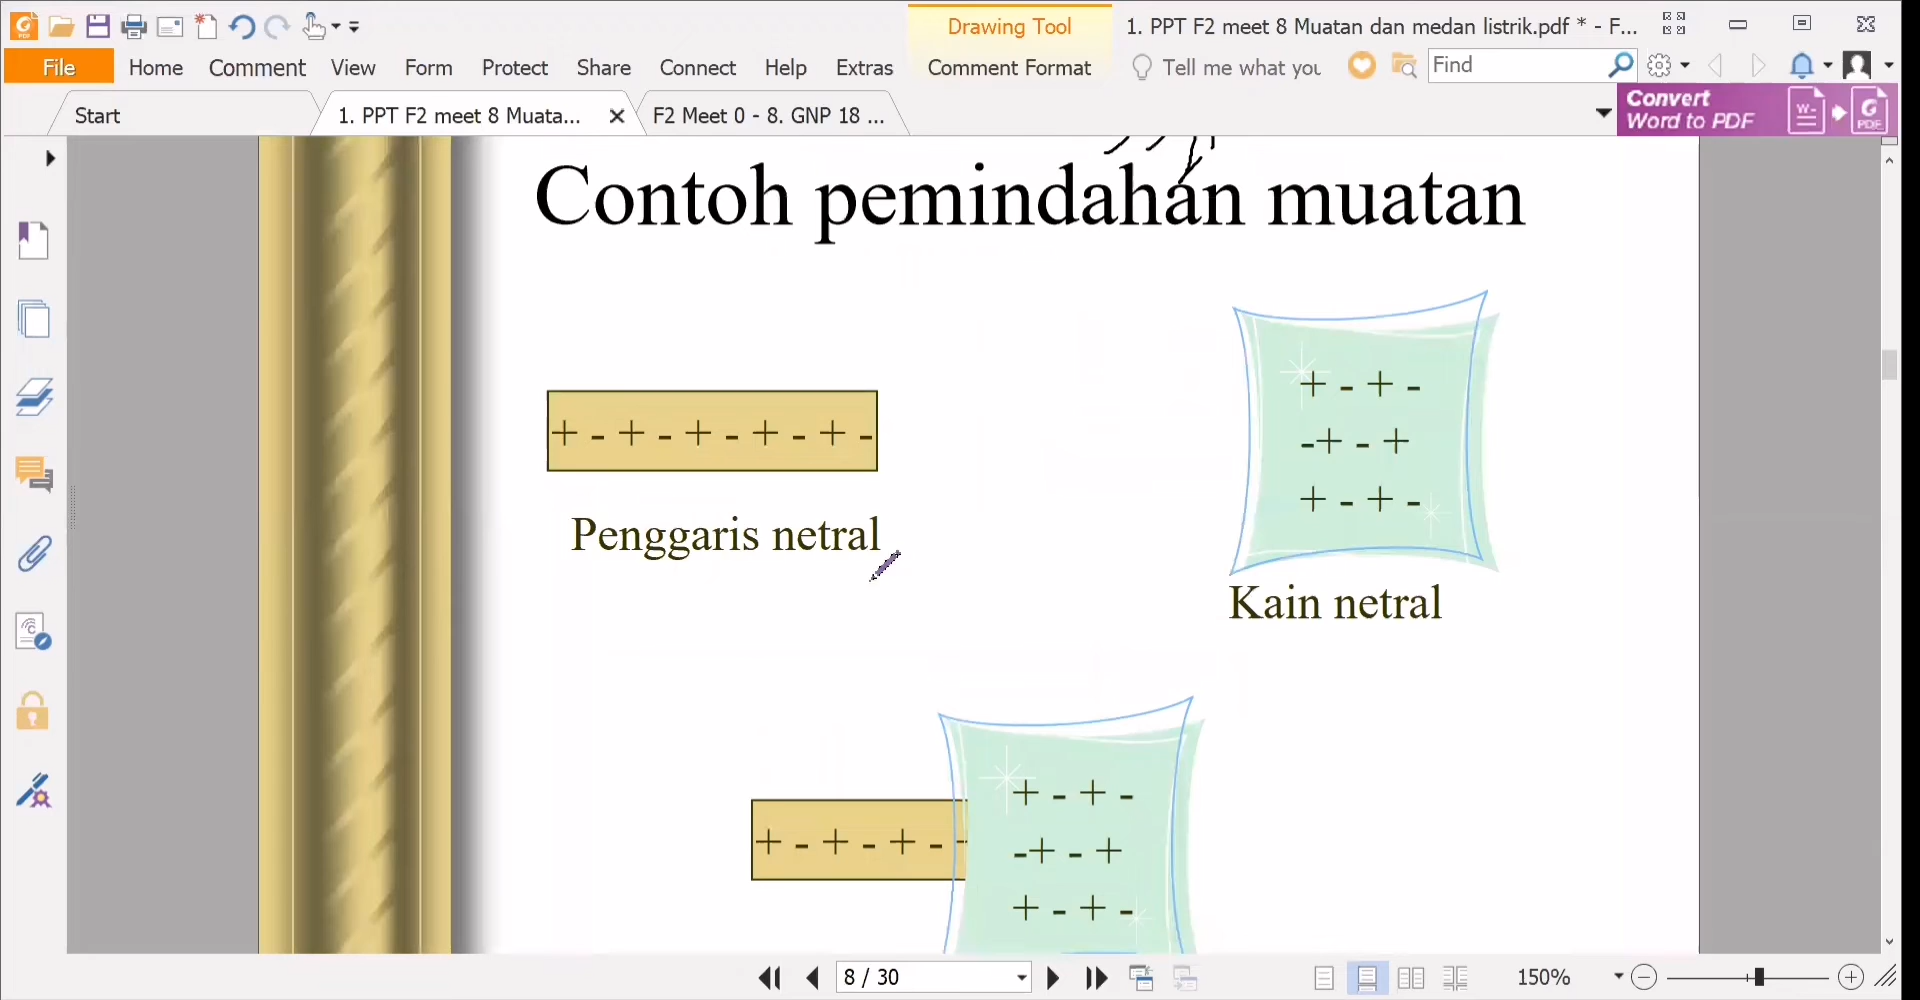 Drawing Tool
1. PPT F2 meet 8 Muatan dan medan listrik.pdf * - F...
File Home Comment View Form Protect Share Connect Help Extras Comment Format Tell me what you Find
Start
1. PPT F2 meet 8 Muata...
F2 Meet 0 - 8. GNP 18 ...
Convert
Word to PDF
Contoh pemindahan muatan
+ - + - + - + - + -
Penggaris netral
+ - + -
-+ - +
+ - + -
Kain netral
+ - + - + - +
+ - + -
-+ - +
+ - + -
8 / 30
150%